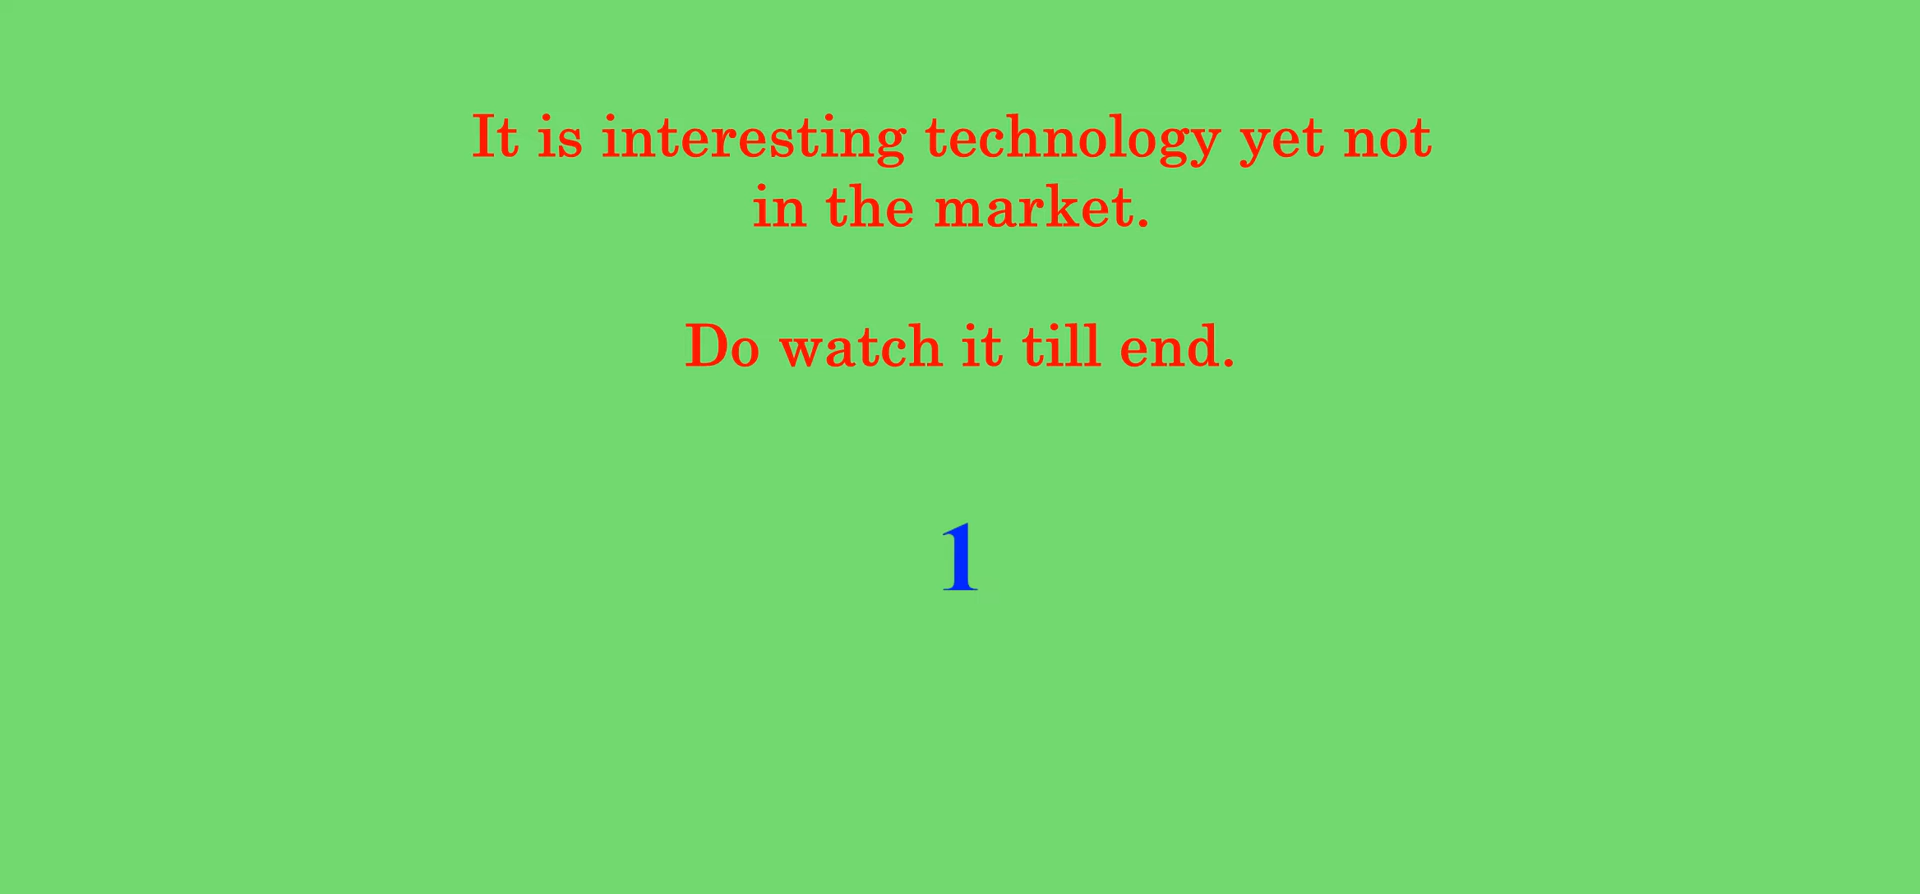 It is interesting technology yet not
in the market.
Do watch it till end.
1